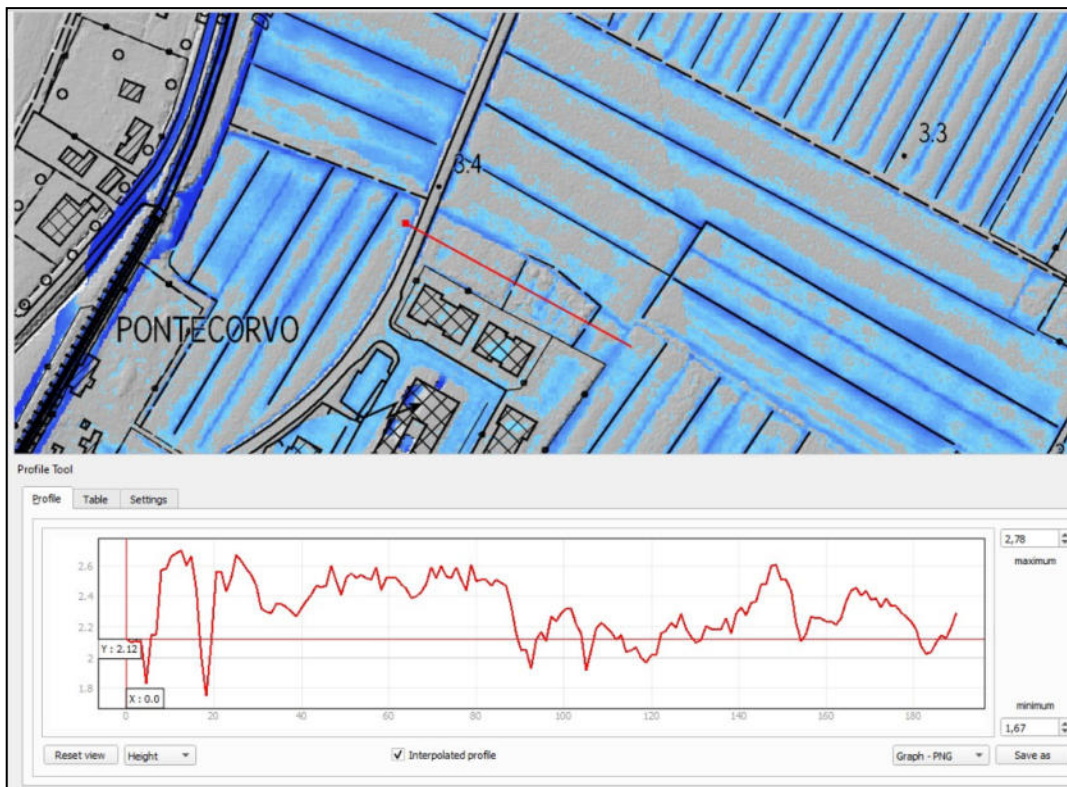 3.3
3.4
PONTECORVO
Profile Tool
Profile Table Settings
2,78
maximum
2.6
2.4
2.2
Y : 2.12
2
1.8
X : 0.0
minimum
1,67
0 20 40 60 80 100 120 140 160 180
Reset view Height Interpolated profile Graph - PNG Save as